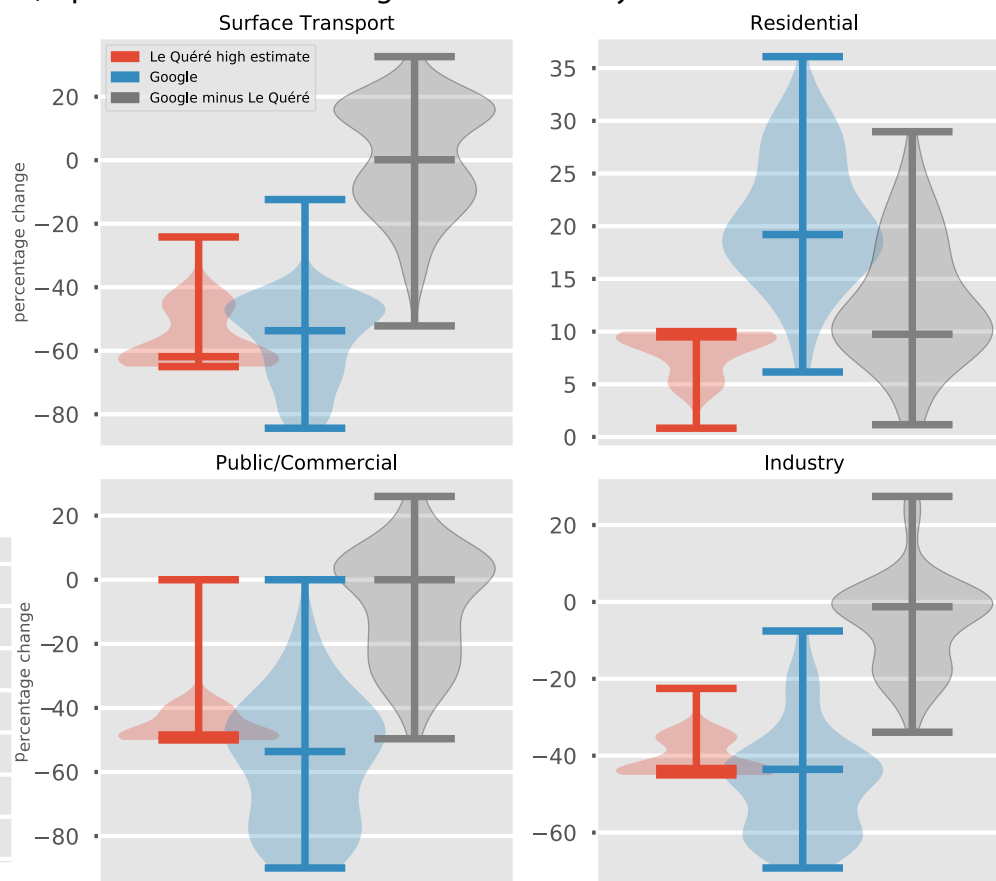 Surface Transport
Residential
Le Quéré high estimate
Google
Google minus Le Quéré
percentage change
20
0
−20
−40
−60
−80
35
30
25
20
15
10
5
0
Public/Commercial
Industry
percentage change
20
0
−20
−40
−60
−80
20
0
−20
−40
−60